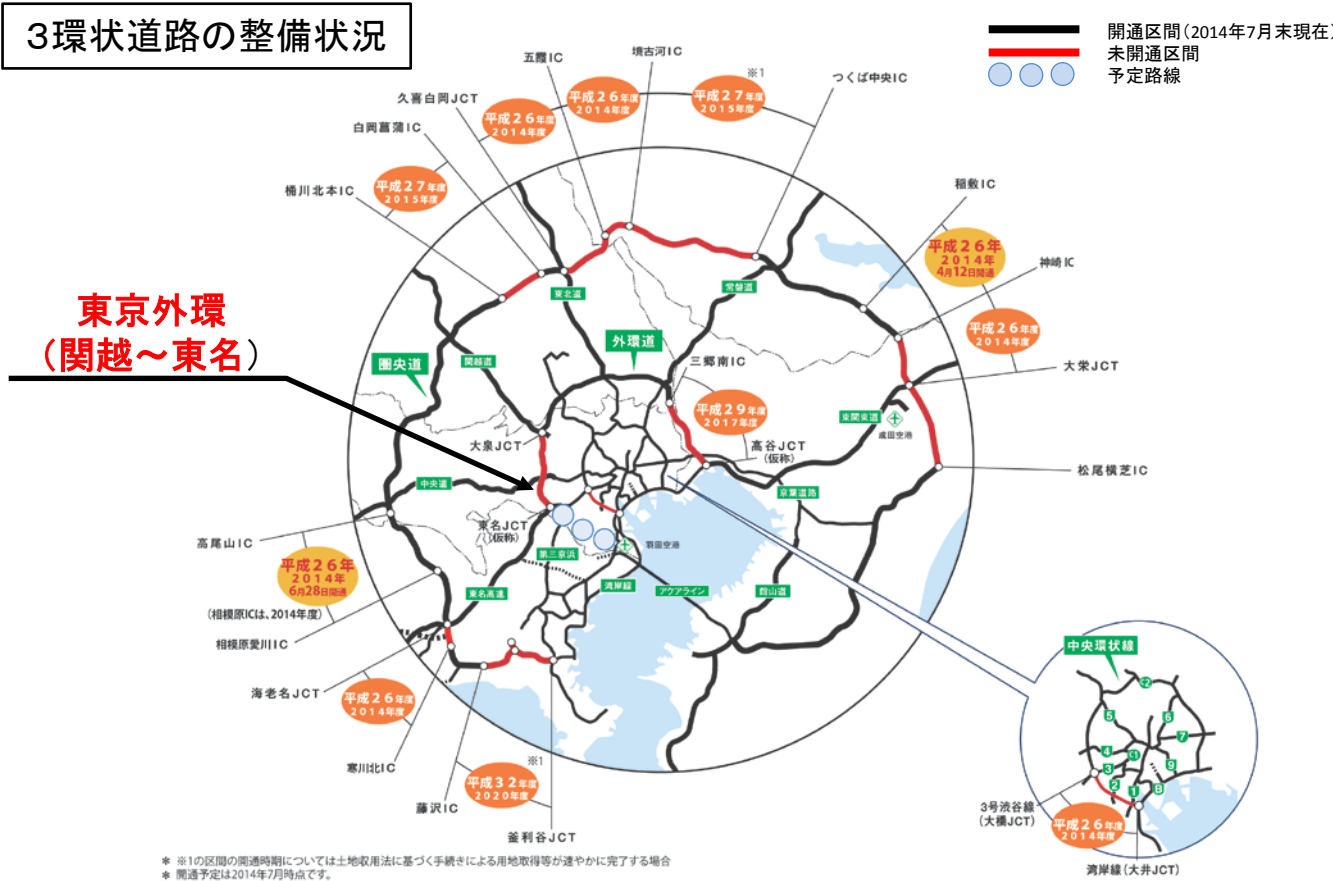 3環状道路の整備状況
開通区間(2014年7月末現在)
未開通区間
予定路線
五霞IC
境古河IC
※1
つくば中央IC
久喜白岡JCT
平成26年度
2014年度
平成27年度
2015年度
平成26年度
2014年度
白岡菖蒲IC
桶川北本IC
平成27年度
2015年度
稲敷IC
平成26年
2014年
4月12日開通
神崎IC
東北道
常磐道
東京外環
(関越～東名)
圏央道
関越道
外環道
三郷南IC
平成26年度
2014年度
大栄JCT
平成29年度
2017年度
東関東道
成田空港
大泉JCT
高谷JCT
(仮称)
松尾横芝IC
中央道
京葉道路
東名JCT
(仮称)
高尾山IC
第三京浜
羽田空港
平成26年
2014年
6月28日開通
東名高速
湾岸線
アクアライン
館山道
(相模原ICは、2014年度)
相模原愛川IC
海老名JCT
平成26年度
2014年度
寒川北IC
※1
平成32年度
2020年度
藤沢IC
釜利谷JCT
中央環状線
C2
5
6
7
4
C1
3
9
2
1
B
3号渋谷線
(大橋JCT)
平成26年度
2014年度
湾岸線(大井JCT)
* ※1の区間の開通時期については土地収用法に基づく手続きによる用地取得等が速やかに完了する場合
* 開通予定は2014年7月時点です。